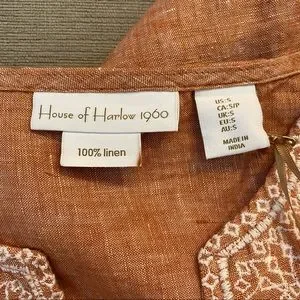 House of Harlow 1960
100% linen
US:S
CA:S/P
UK:S
EU:S
AU:S
MADE IN
INDIA